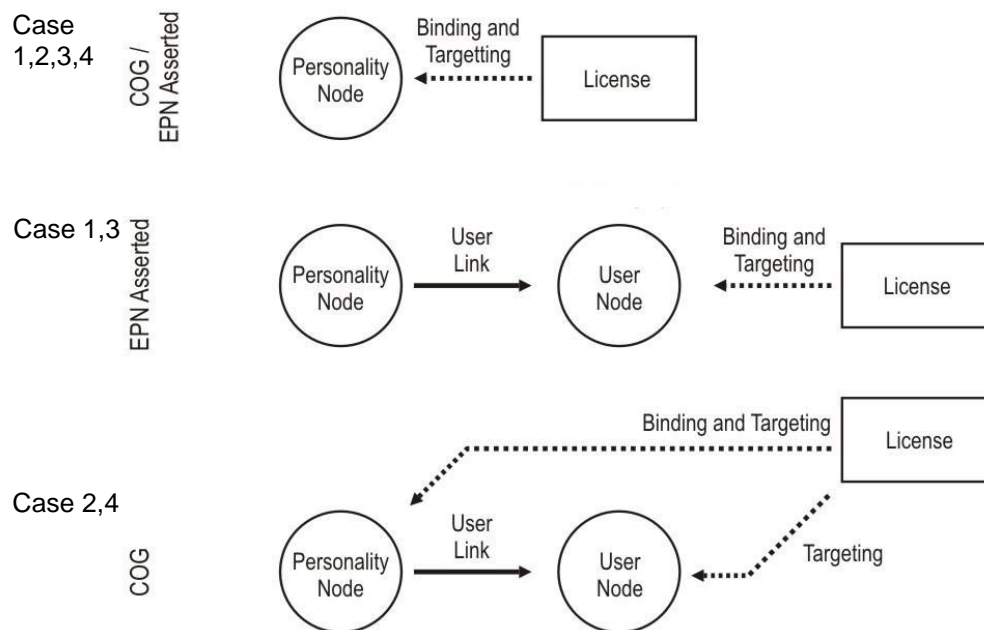 Case
1,2,3,4
COG /
EPN Asserted
Personality
Node
Binding and
Targetting
License
Case 1,3
EPN Asserted
Personality
Node
User
Link
User
Node
Binding and
Targeting
License
Binding and Targeting
License
Case 2,4
COG
Personality
Node
User
Link
User
Node
Targeting